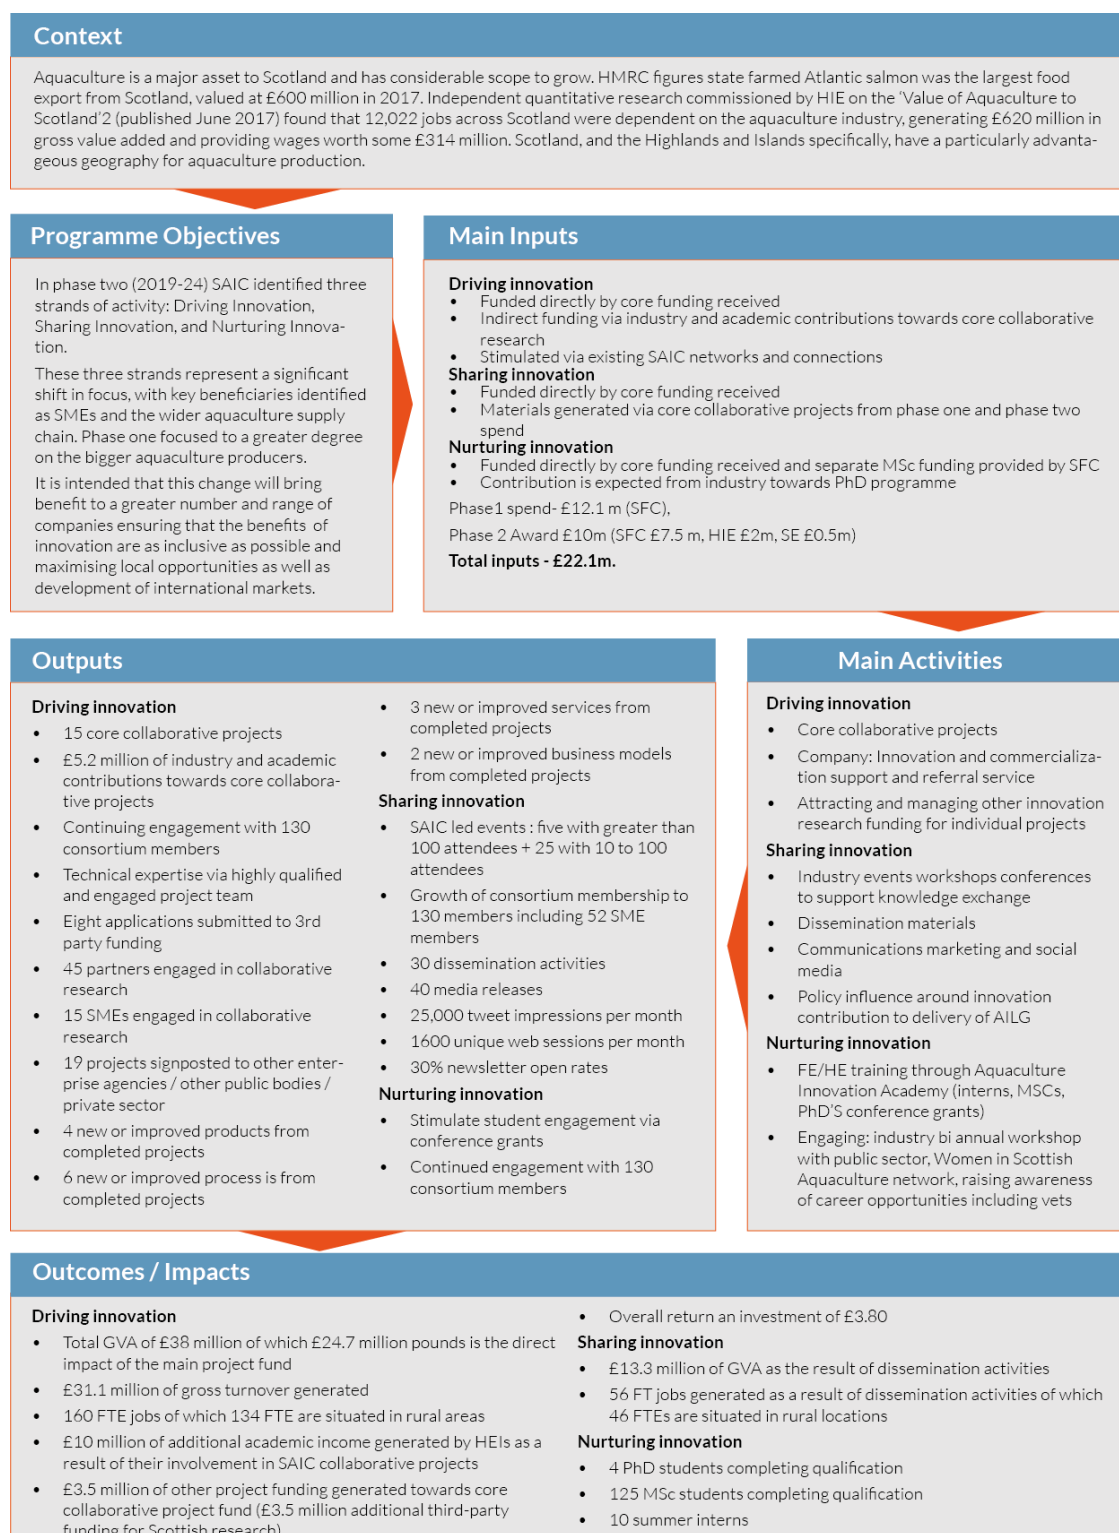 Context
Aquaculture is a major asset to Scotland and has considerable scope to grow. HMRC figures state farmed Atlantic salmon was the largest food
export from Scotland, valued at £600 million in 2017. Independent quantitative research commissioned by HIE on the ‘Value of Aquaculture to
Scotland’2 (published June 2017) found that 12,022 jobs across Scotland were dependent on the aquaculture industry, generating £620 million in
gross value added and providing wages worth some £314 million. Scotland, and the Highlands and Islands specifically, have a particularly advanta-
geous geography for aquaculture production.
Programme Objectives
In phase two (2019-24) SAIC identified three
strands of activity: Driving Innovation,
Sharing Innovation, and Nurturing Innova-
tion.
These three strands represent a significant
shift in focus, with key beneficiaries identified
as SMEs and the wider aquaculture supply
chain. Phase one focused to a greater degree
on the bigger aquaculture producers.
It is intended that this change will bring
benefit to a greater number and range of
companies ensuring that the benefits of
innovation are as inclusive as possible and
maximising local opportunities as well as
development of international markets.
Main Inputs
Driving innovation
• Funded directly by core funding received
• Indirect funding via industry and academic contributions towards core collaborative
research
• Stimulated via existing SAIC networks and connections
Sharing innovation
• Funded directly by core funding received
• Materials generated via core collaborative projects from phase one and phase two
spend
Nurturing innovation
• Funded directly by core funding received and separate MSc funding provided by SFC
• Contribution is expected from industry towards PhD programme
Phase1 spend- £12.1 m (SFC),
Phase 2 Award £10m (SFC £7.5 m, HIE £2m, SE £0.5m)
Total inputs - £22.1m.
Outputs
Driving innovation
• 15 core collaborative projects
• £5.2 million of industry and academic
contributions towards core collabora-
tive projects
• Continuing engagement with 130
consortium members
• Technical expertise via highly qualified
and engaged project team
• Eight applications submitted to 3rd
party funding
• 45 partners engaged in collaborative
research
• 15 SMEs engaged in collaborative
research
• 19 projects signposted to other enter-
prise agencies / other public bodies /
private sector
• 4 new or improved products from
completed projects
• 6 new or improved process is from
completed projects
• 3 new or improved services from
completed projects
• 2 new or improved business models
from completed projects
Sharing innovation
• SAIC led events : five with greater than
100 attendees + 25 with 10 to 100
attendees
• Growth of consortium membership to
130 members including 52 SME
members
• 30 dissemination activities
• 40 media releases
• 25,000 tweet impressions per month
• 1600 unique web sessions per month
• 30% newsletter open rates
Nurturing innovation
• Stimulate student engagement via
conference grants
• Continued engagement with 130
consortium members
Main Activities
Driving innovation
• Core collaborative projects
• Company: Innovation and commercializa-
tion support and referral service
• Attracting and managing other innovation
research funding for individual projects
Sharing innovation
• Industry events workshops conferences
to support knowledge exchange
• Dissemination materials
• Communications marketing and social
media
• Policy influence around innovation
contribution to delivery of AILG
Nurturing innovation
• FE/HE training through Aquaculture
Innovation Academy (interns, MSCs,
PhD’S conference grants)
• Engaging: industry bi annual workshop
with public sector, Women in Scottish
Aquaculture network, raising awareness
of career opportunities including vets
Outcomes / Impacts
Driving innovation
• Total GVA of £38 million of which £24.7 million pounds is the direct
impact of the main project fund
• £31.1 million of gross turnover generated
• 160 FTE jobs of which 134 FTE are situated in rural areas
• £10 million of additional academic income generated by HEIs as a
result of their involvement in SAIC collaborative projects
• £3.5 million of other project funding generated towards core
collaborative project fund (£3.5 million additional third-party
funding for Scottish research)
• Overall return an investment of £3.80
Sharing innovation
• £13.3 million of GVA as the result of dissemination activities
• 56 FT jobs generated as a result of dissemination activities of which
46 FTEs are situated in rural locations
Nurturing innovation
• 4 PhD students completing qualification
• 125 MSc students completing qualification
• 10 summer interns